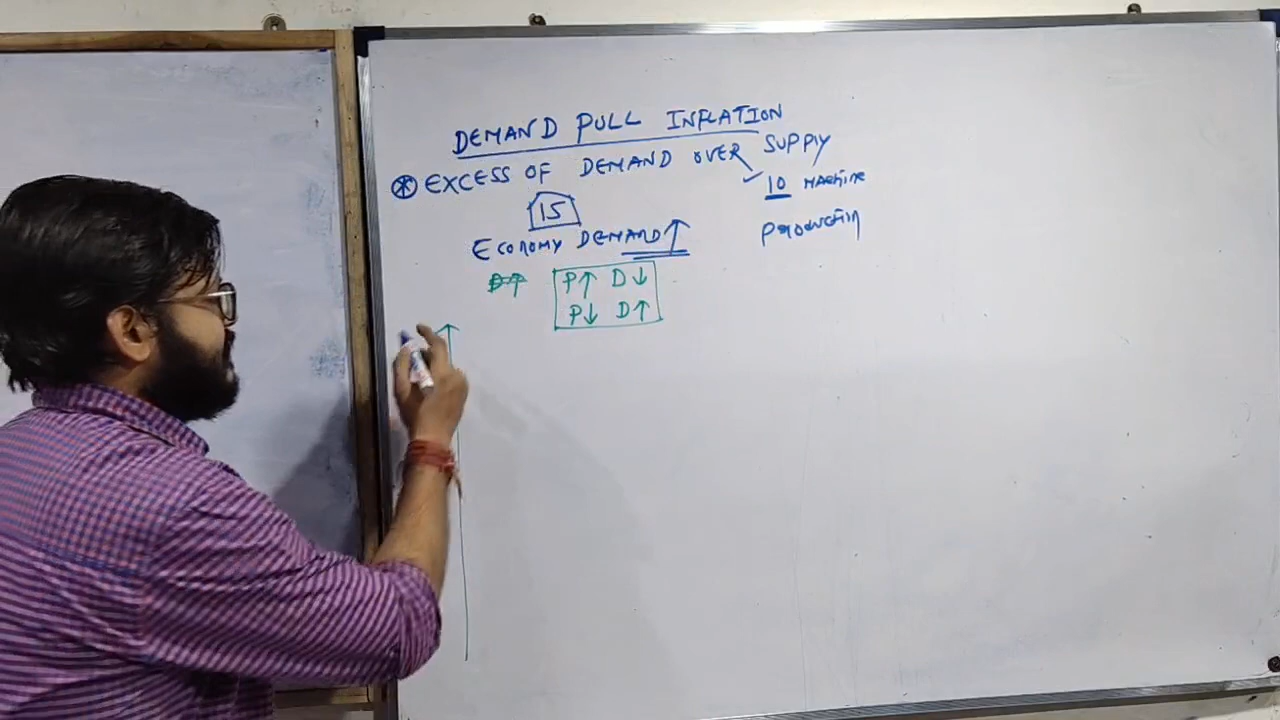 DEMAND PULL INFLATION
⊛ EXCESS OF DEMAND OVER SUPPLY
15
✓ 10 Machine
ECONOMY DEMAND↑
Production
D↑
P↑ D↓
P↓ D↑